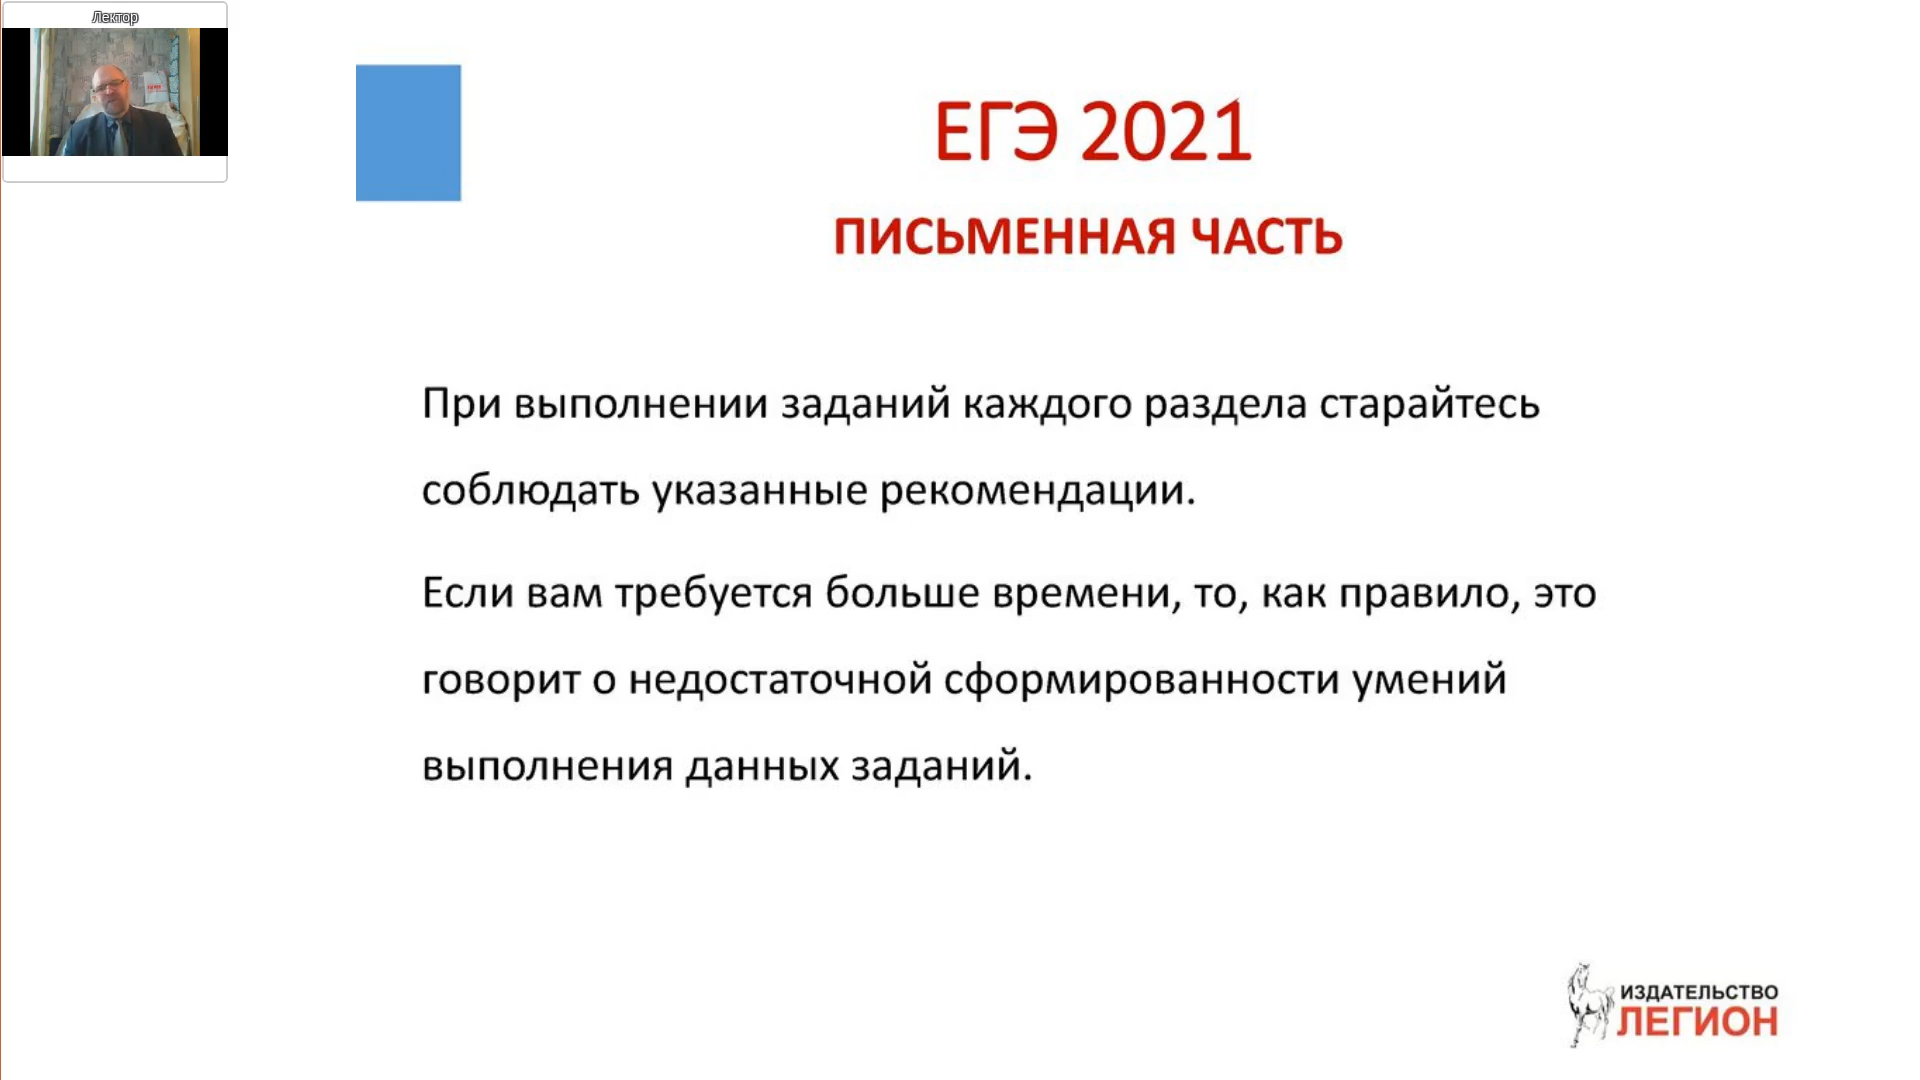 Лектор
ЕГЭ 2021
ПИСЬМЕННАЯ ЧАСТЬ
При выполнении заданий каждого раздела старайтесь
соблюдать указанные рекомендации.
Если вам требуется больше времени, то, как правило, это
говорит о недостаточной сформированности умений
выполнения данных заданий.
ИЗДАТЕЛЬСТВО
ЛЕГИОН